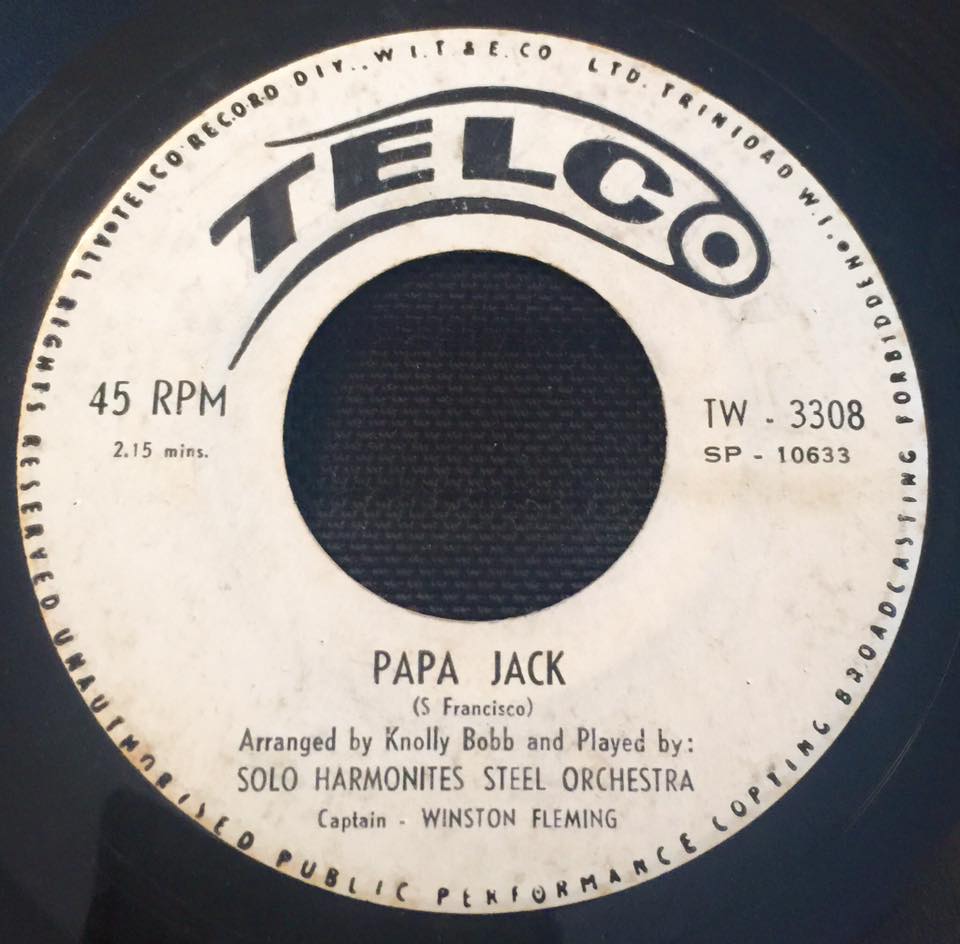 TELCO RECORD DIV., W.I.T & E. CO LTD. TRINIDAD W.I.
TELCO
45 RPM
2.15 mins.
TW - 3308
SP - 10633
PAPA JACK
(S Francisco)
Arranged by Knolly Bobb and Played by:
SOLO HARMONITES STEEL ORCHESTRA
Captain - WINSTON FLEMING
ALL RIGHTS RESERVED UNAUTHORISED PUBLIC PERFORMANCE COPYING BROADCASTING FORBIDDEN